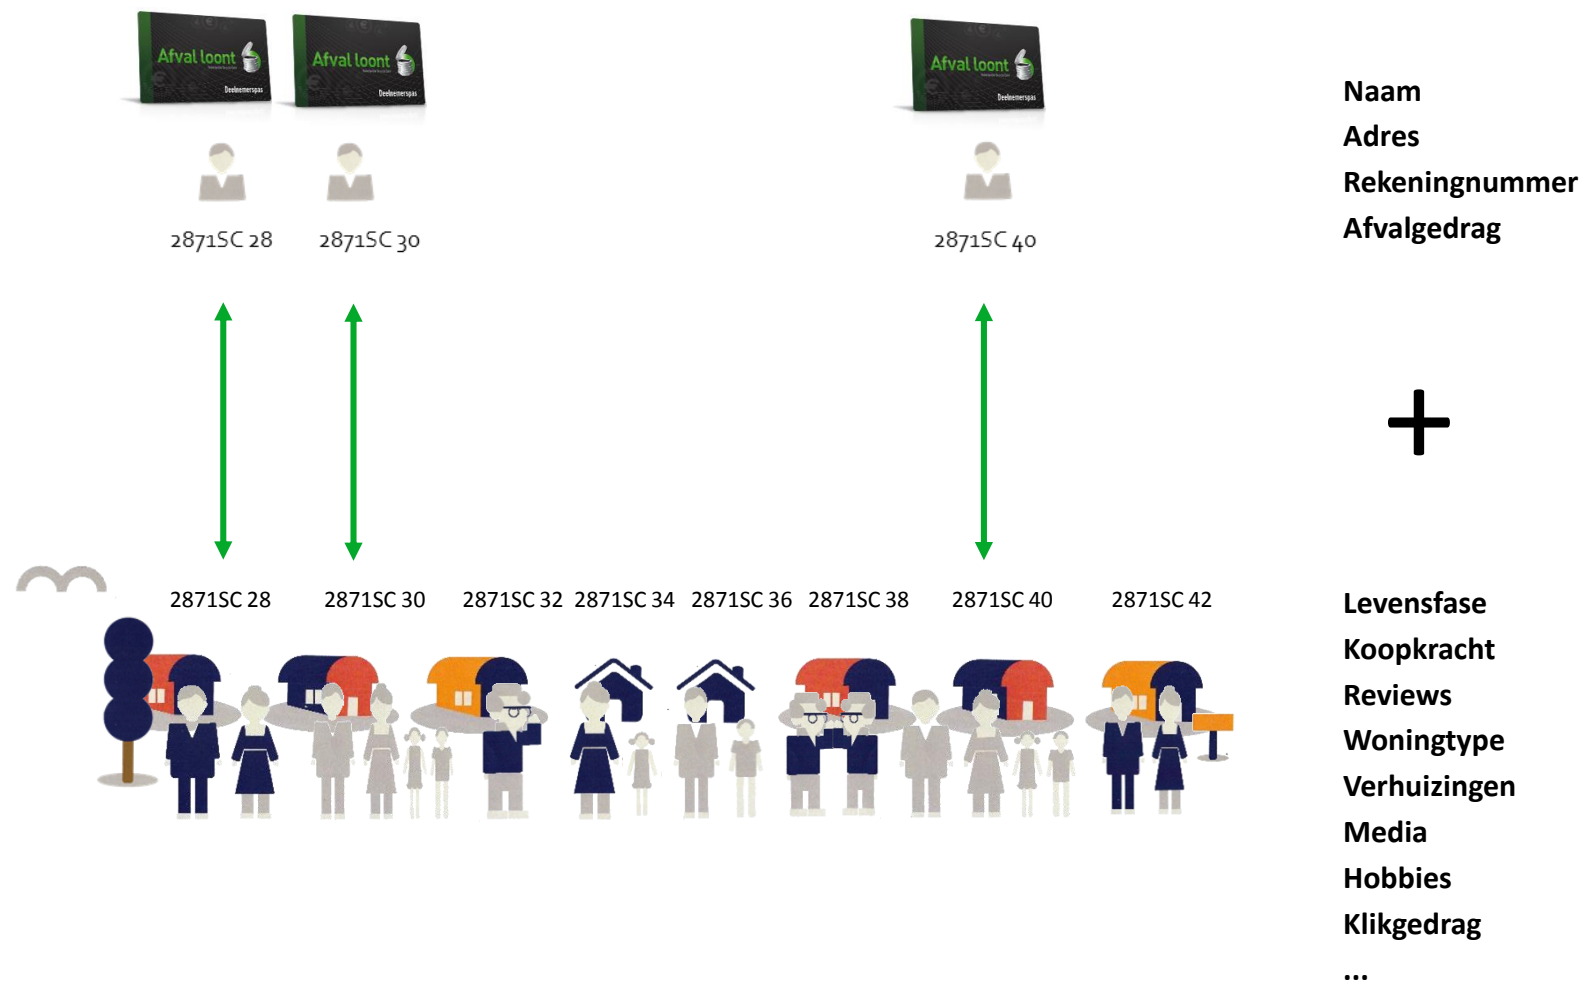 Afval loont
Deelnemerspas
Afval loont
Deelnemerspas
Afval loont
Deelnemerspas
2871SC 28
2871SC 30
2871SC 40
Naam
Adres
Rekeningnummer
Afvalgedrag
+
2871SC 28
2871SC 30
2871SC 32
2871SC 34
2871SC 36
2871SC 38
2871SC 40
2871SC 42
Levensfase
Koopkracht
Reviews
Woningtype
Verhuizingen
Media
Hobbies
Klikgedrag
...